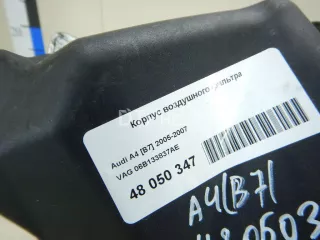 Корпус воздушного фильтра
Audi A4 [B7] 2005-2007
VAG 06B133837AE
48 050 347
A4(B7)